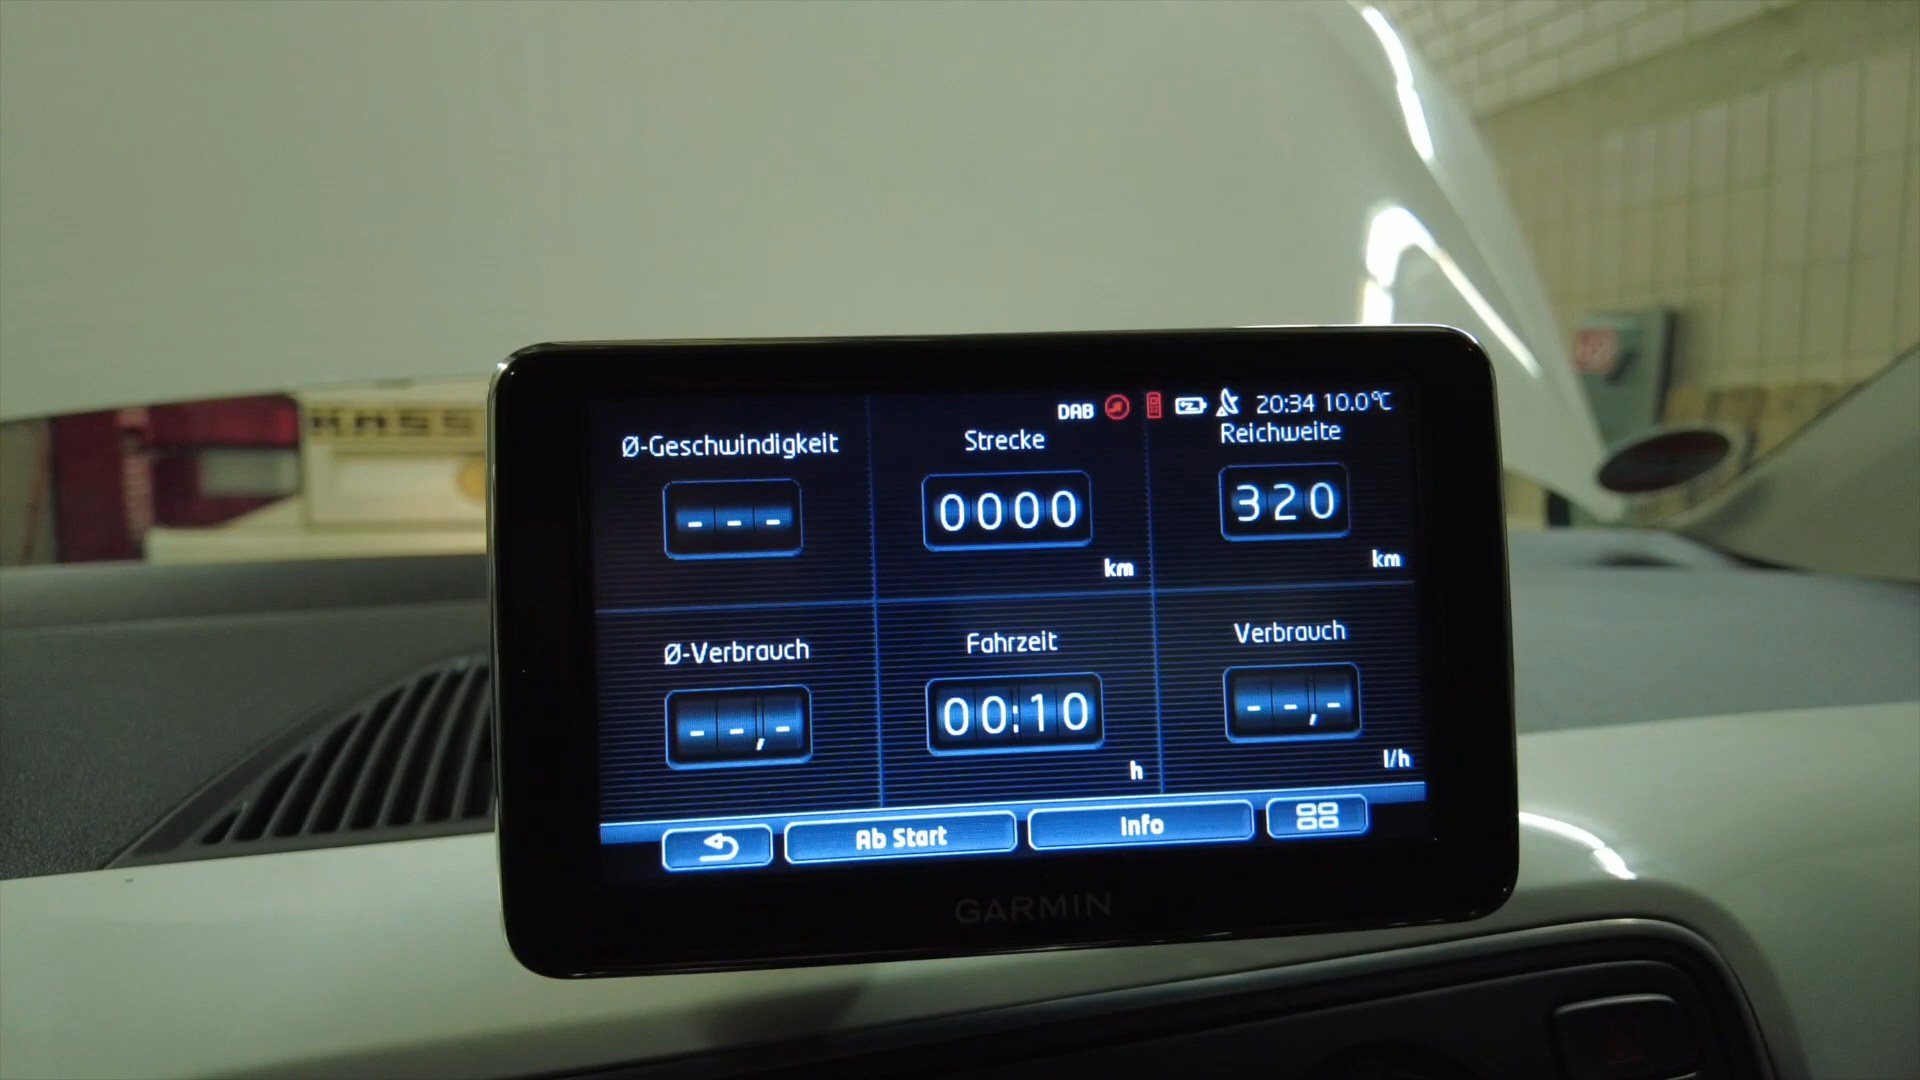 DAB 20:34 10.0°C
Ø-Geschwindigkeit
- - -
Strecke
0000
km
Reichweite
320
km
Ø-Verbrauch
- -,-
Fahrzeit
00:10
h
Verbrauch
- -,-
l/h
Ab Start
Info
GARMIN